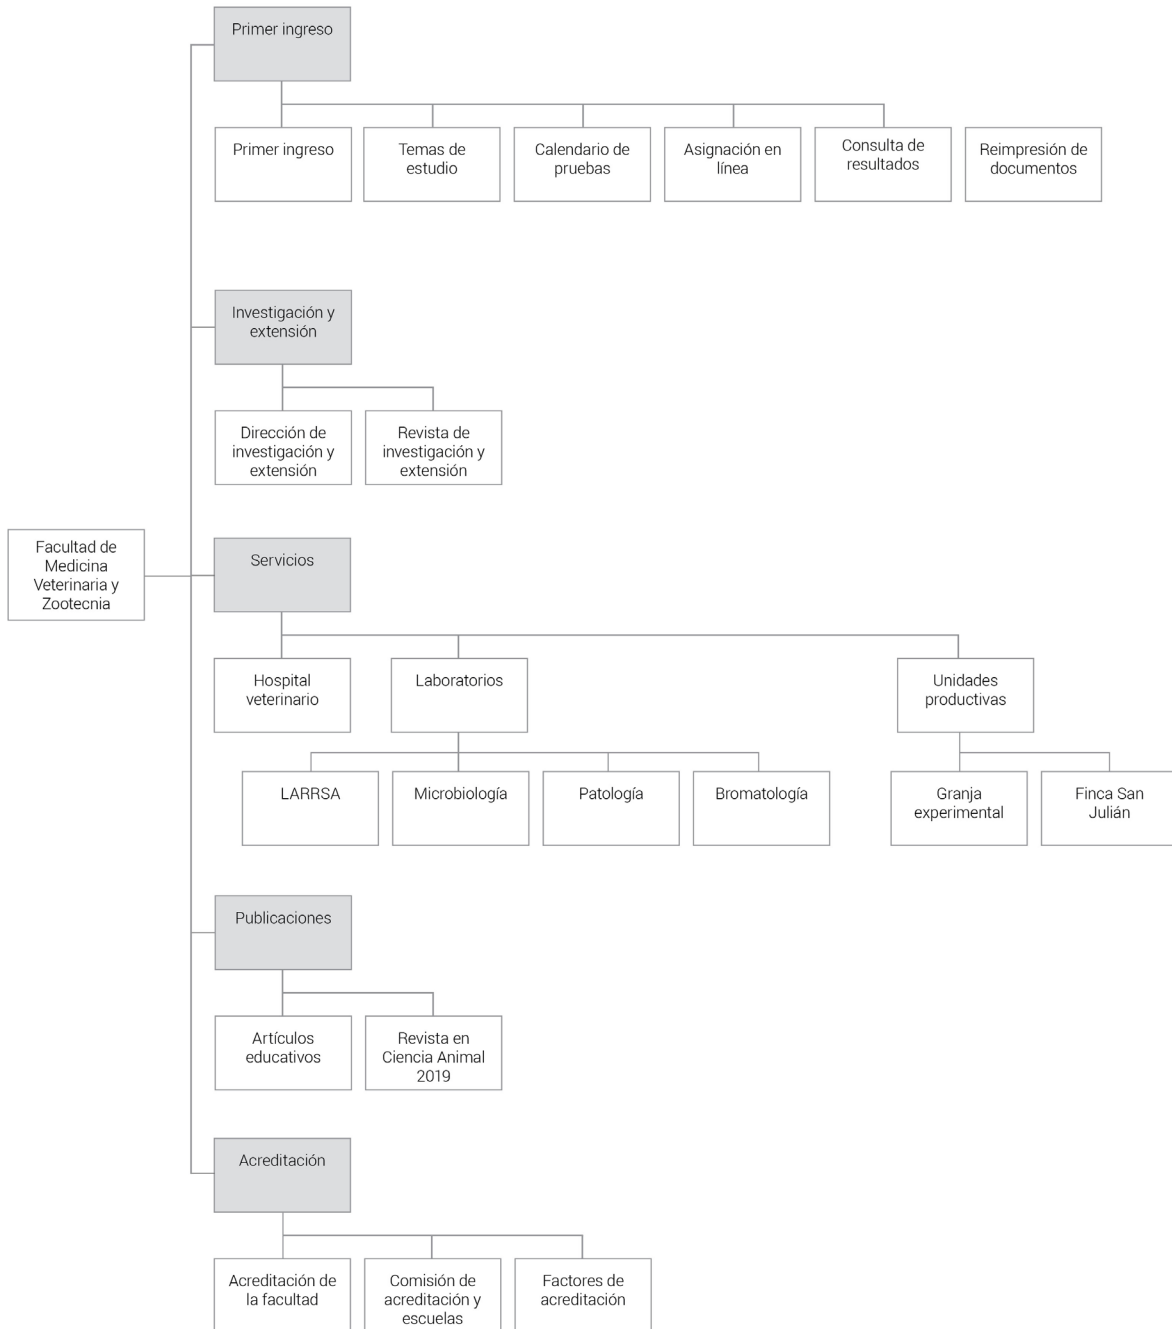 Primer ingreso
Primer ingreso
Temas de
estudio
Calendario de
pruebas
Asignación en
línea
Consulta de
resultados
Reimpresión de
documentos
Investigación y
extensión
Dirección de
investigación y
extensión
Revista de
investigación y
extensión
Facultad de
Medicina
Veterinaria y
Zootecnia
Servicios
Hospital
veterinario
Laboratorios
Unidades
productivas
LARRSA
Microbiología
Patología
Bromatología
Granja
experimental
Finca San
Julián
Publicaciones
Artículos
educativos
Revista en
Ciencia Animal
2019
Acreditación
Acreditación de
la facultad
Comisión de
acreditación y
escuelas
Factores de
acreditación